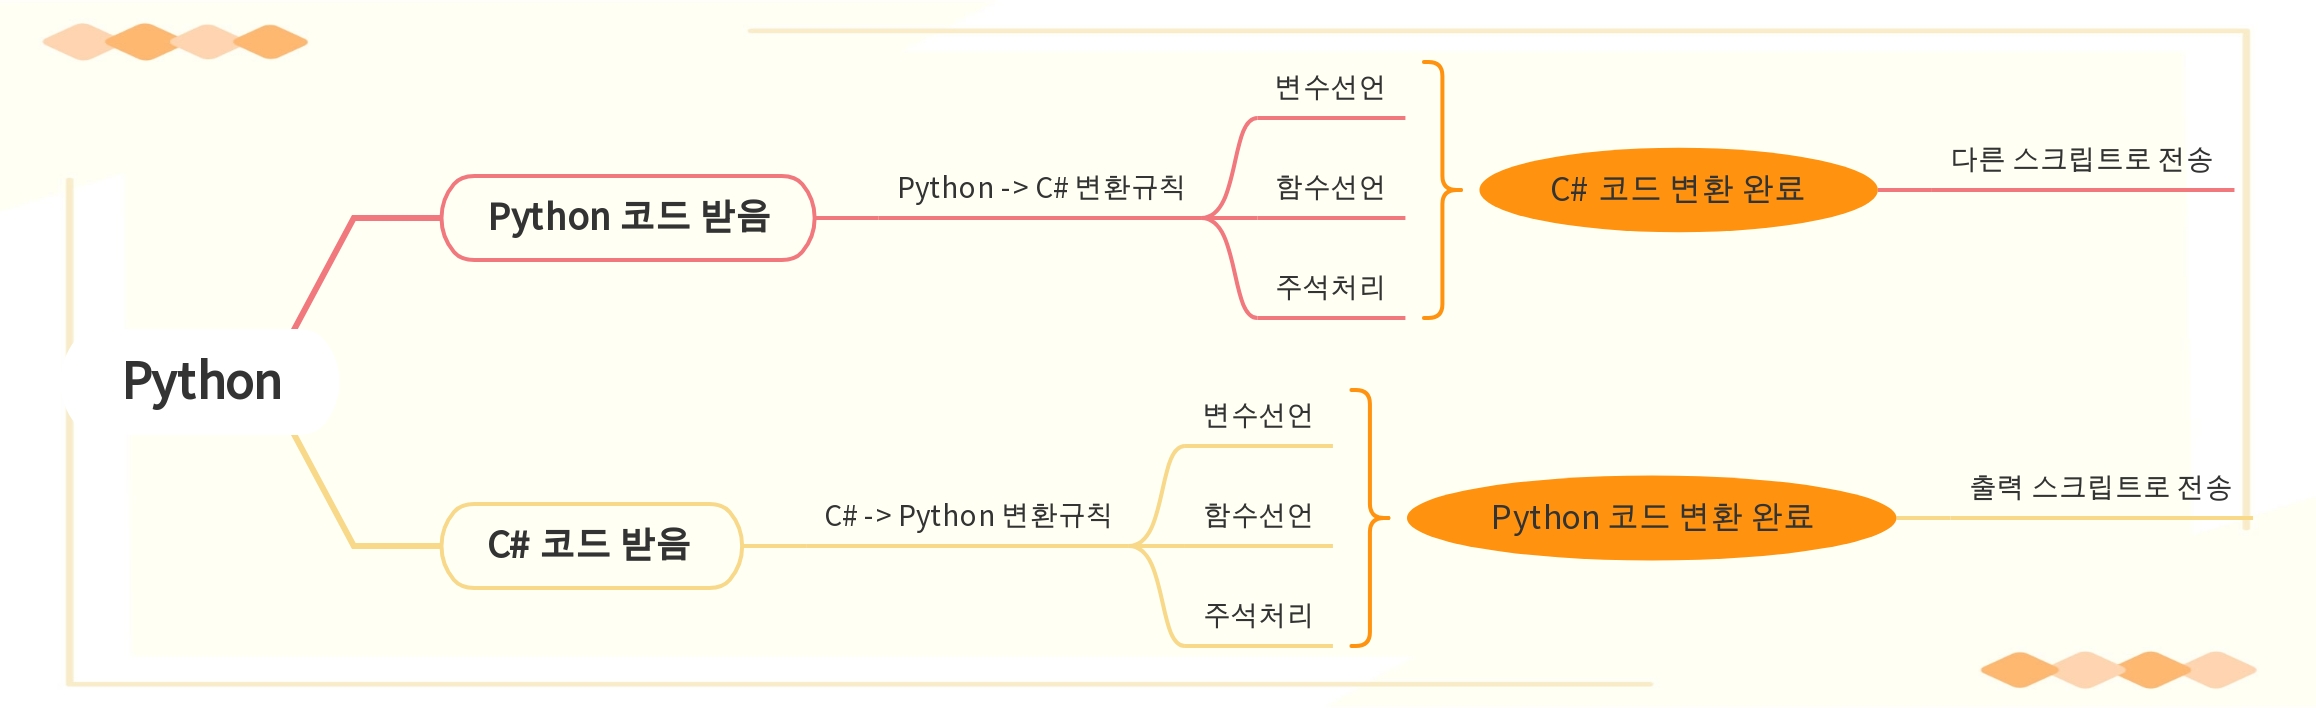 Python
Python 코드 받음
Python -> C# 변환규칙
변수선언
함수선언
주석처리
C# 코드 변환 완료
다른 스크립트로 전송
C# 코드 받음
C# -> Python 변환규칙
변수선언
함수선언
주석처리
Python 코드 변환 완료
출력 스크립트로 전송